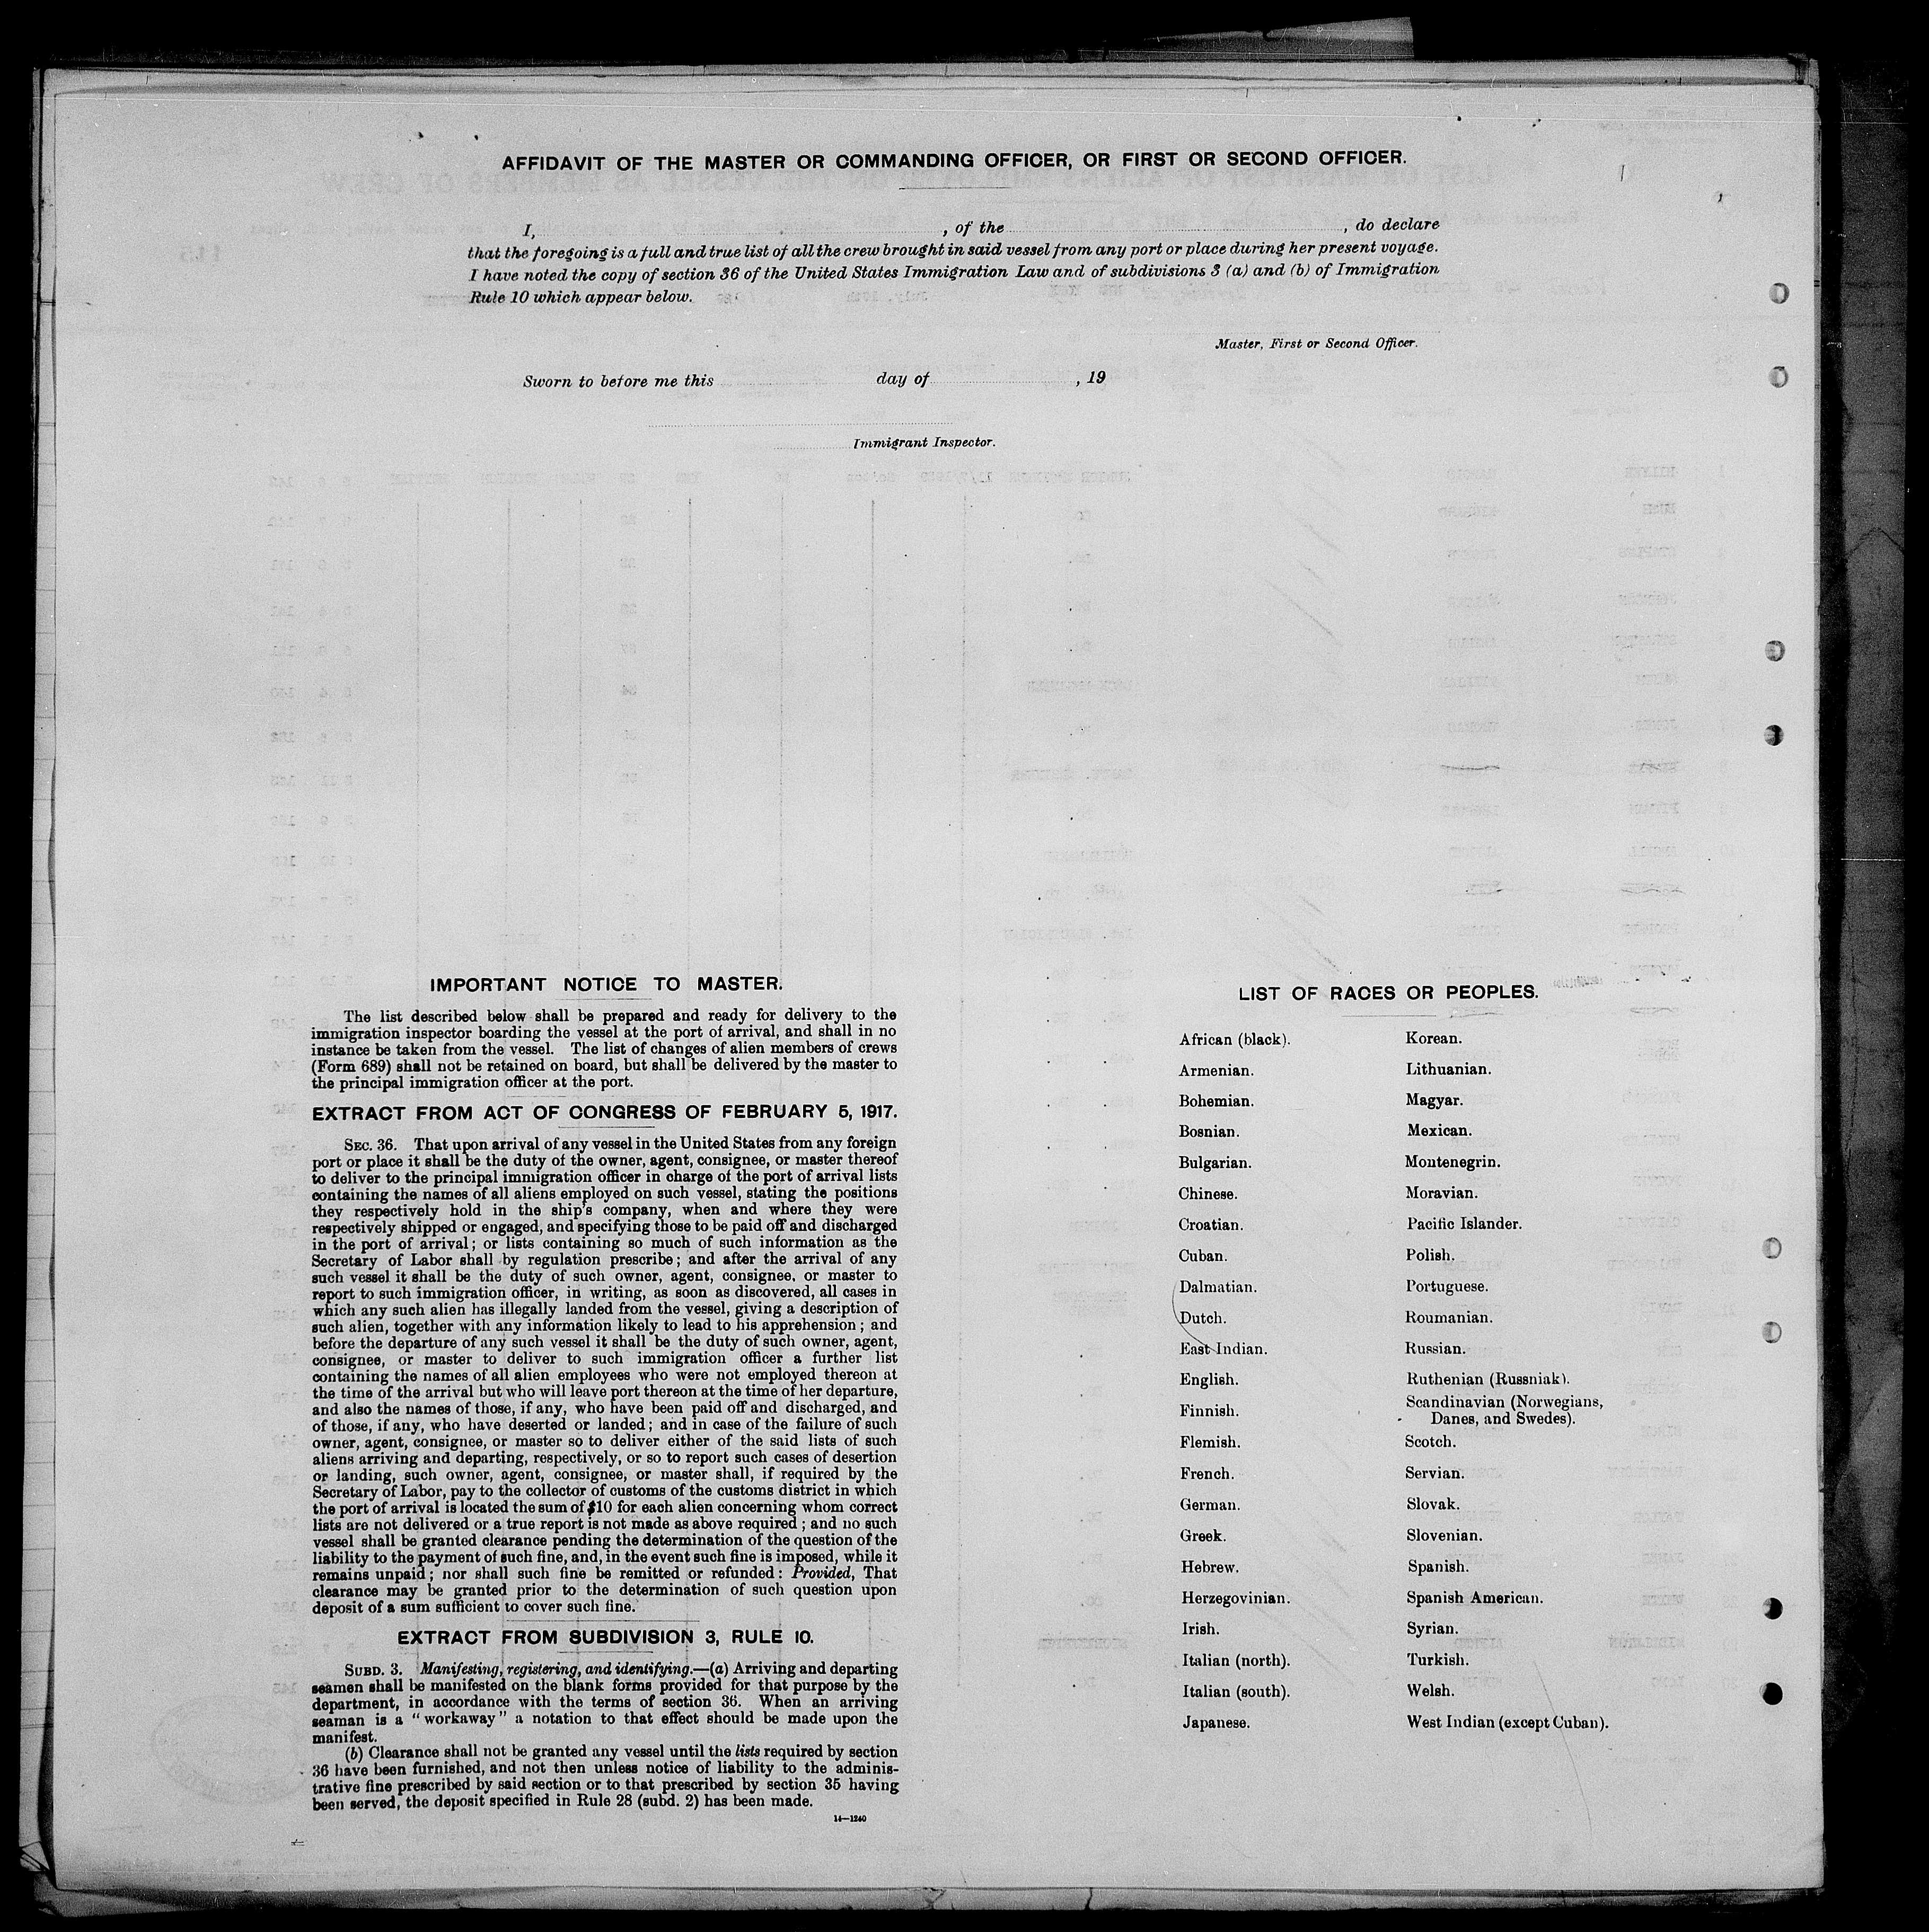 AFFIDAVIT OF THE MASTER OR COMMANDING OFFICER, OR FIRST OR SECOND OFFICER.
I, , of the , do declare
that the foregoing is a full and true list of all the crew brought in said vessel from any port or place during her present voyage.
I have noted the copy of section 36 of the United States Immigration Law and of subdivisions 3 (a) and (b) of Immigration
Rule 10 which appear below.
Master, First or Second Officer.
Sworn to before me this day of , 19
Immigrant Inspector.
IMPORTANT NOTICE TO MASTER.
The list described below shall be prepared and ready for delivery to the
immigration inspector boarding the vessel at the port of arrival, and shall in no
instance be taken from the vessel. The list of changes of alien members of crews
(Form 689) shall not be retained on board, but shall be delivered by the master to
the principal immigration officer at the port.
EXTRACT FROM ACT OF CONGRESS OF FEBRUARY 5, 1917.
SEC. 36. That upon arrival of any vessel in the United States from any foreign
port or place it shall be the duty of the owner, agent, consignee, or master thereof
to deliver to the principal immigration officer in charge of the port of arrival lists
containing the names of all aliens employed on such vessel, stating the positions
they respectively hold in the ship's company, when and where they were
respectively shipped or engaged, and specifying those to be paid off and discharged
in the port of arrival; or lists containing so much of such information as the
Secretary of Labor shall by regulation prescribe; and after the arrival of any
such vessel it shall be the duty of such owner, agent, consignee, or master to
report to such immigration officer, in writing, as soon as discovered, all cases in
which any such alien has illegally landed from the vessel, giving a description of
such alien, together with any information likely to lead to his apprehension; and
before the departure of any such vessel it shall be the duty of such owner, agent,
consignee, or master to deliver to such immigration officer a further list
containing the names of all alien employees who were not employed thereon at
the time of the arrival but who will leave port thereon at the time of her departure,
and also the names of those, if any, who have been paid off and discharged, and
of those, if any, who have deserted or landed; and in case of the failure of such
owner, agent, consignee, or master so to deliver either of the said lists of such
aliens arriving and departing, respectively, or so to report such cases of desertion
or landing, such owner, agent, consignee, or master shall, if required by the
Secretary of Labor, pay to the collector of customs of the customs district in which
the port of arrival is located the sum of $10 for each alien concerning whom correct
lists are not delivered or a true report is not made as above required; and no such
vessel shall be granted clearance pending the determination of the question of the
liability to the payment of such fine, and, in the event such fine is imposed, while it
remains unpaid; nor shall such fine be remitted or refunded: Provided, That
clearance may be granted prior to the determination of such question upon
deposit of a sum sufficient to cover such fine.
EXTRACT FROM SUBDIVISION 3, RULE 10.
SUBD. 3. Manifesting, registering, and identifying.—(a) Arriving and departing
seamen shall be manifested on the blank forms provided for that purpose by the
department, in accordance with the terms of section 36. When an arriving
seaman is a "workaway" a notation to that effect should be made upon the
manifest.
(b) Clearance shall not be granted any vessel until the lists required by section
36 have been furnished, and not then unless notice of liability to the adminis-
trative fine prescribed by said section or to that prescribed by section 35 having
been served, the deposit specified in Rule 28 (subd. 2) has been made.
14—1240
LIST OF RACES OR PEOPLES.
African (black).
Armenian.
Bohemian.
Bosnian.
Bulgarian.
Chinese.
Croatian.
Cuban.
Dalmatian.
Dutch.
East Indian.
English.
Finnish.
Flemish.
French.
German.
Greek.
Hebrew.
Herzegovinian.
Irish.
Italian (north).
Italian (south).
Japanese.
Korean.
Lithuanian.
Magyar.
Mexican.
Montenegrin.
Moravian.
Pacific Islander.
Polish.
Portuguese.
Roumanian.
Russian.
Ruthenian (Russniak).
Scandinavian (Norwegians,
Danes, and Swedes).
Scotch.
Servian.
Slovak.
Slovenian.
Spanish.
Spanish American.
Syrian.
Turkish.
Welsh.
West Indian (except Cuban).